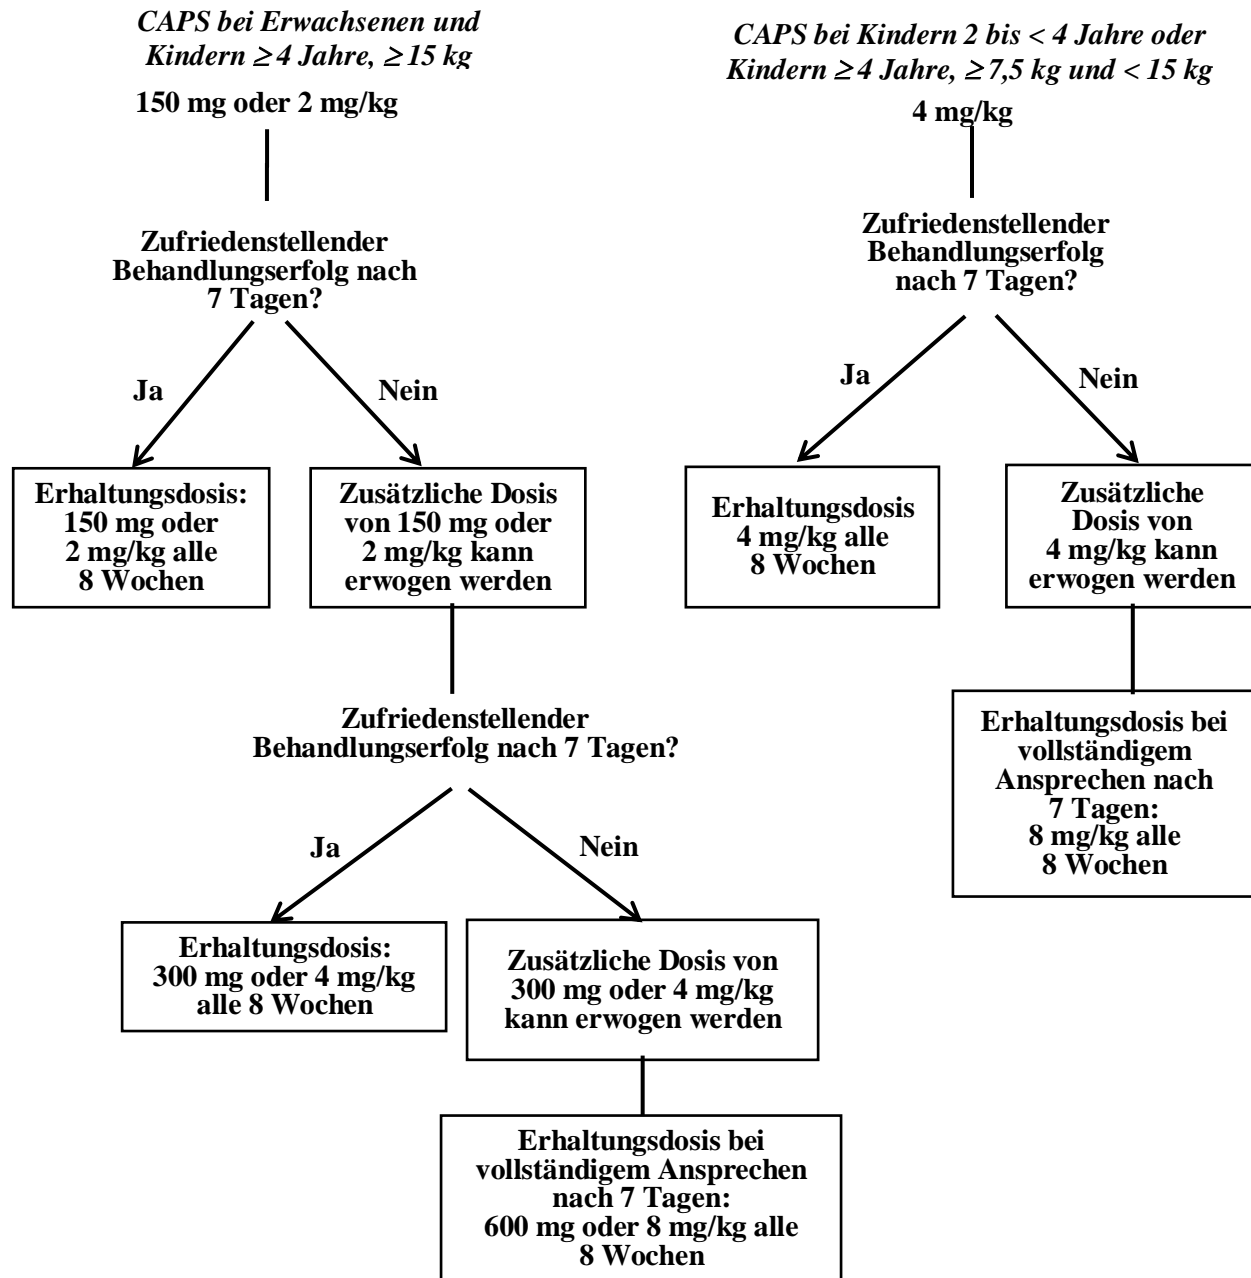 CAPS bei Erwachsenen und
Kindern ≥ 4 Jahre, ≥ 15 kg
150 mg oder 2 mg/kg
Zufriedenstellender
Behandlungserfolg nach
7 Tagen?
Ja
Nein
Erhaltungsdosis:
150 mg oder
2 mg/kg alle
8 Wochen
Zusätzliche Dosis
von 150 mg oder
2 mg/kg kann
erwogen werden
Zufriedenstellender
Behandlungserfolg nach 7 Tagen?
Ja
Nein
Erhaltungsdosis:
300 mg oder 4 mg/kg
alle 8 Wochen
Zusätzliche Dosis von
300 mg oder 4 mg/kg
kann erwogen werden
Erhaltungsdosis bei
vollständigem Ansprechen
nach 7 Tagen:
600 mg oder 8 mg/kg alle
8 Wochen
CAPS bei Kindern 2 bis < 4 Jahre oder
Kindern ≥ 4 Jahre, ≥ 7,5 kg und < 15 kg
4 mg/kg
Zufriedenstellender
Behandlungserfolg
nach 7 Tagen?
Ja
Nein
Erhaltungsdosis
4 mg/kg alle
8 Wochen
Zusätzliche
Dosis von
4 mg/kg kann
erwogen werden
Erhaltungsdosis bei
vollständigem
Ansprechen nach
7 Tagen:
8 mg/kg alle
8 Wochen